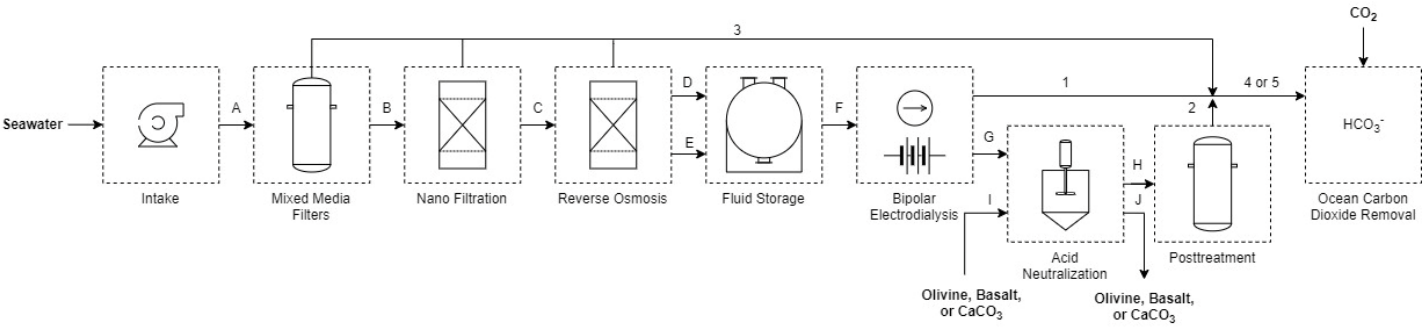 CO₂
3
D
1
4 or 5
Seawater
A
B
C
F
2
HCO₃⁻
E
G
H
I
J
Intake
Mixed Media
Filters
Nano Filtration
Reverse Osmosis
Fluid Storage
Bipolar
Electrodialysis
Ocean Carbon
Dioxide Removal
Acid
Neutralization
Posttreatment
Olivine, Basalt,
or CaCO₃
Olivine, Basalt,
or CaCO₃